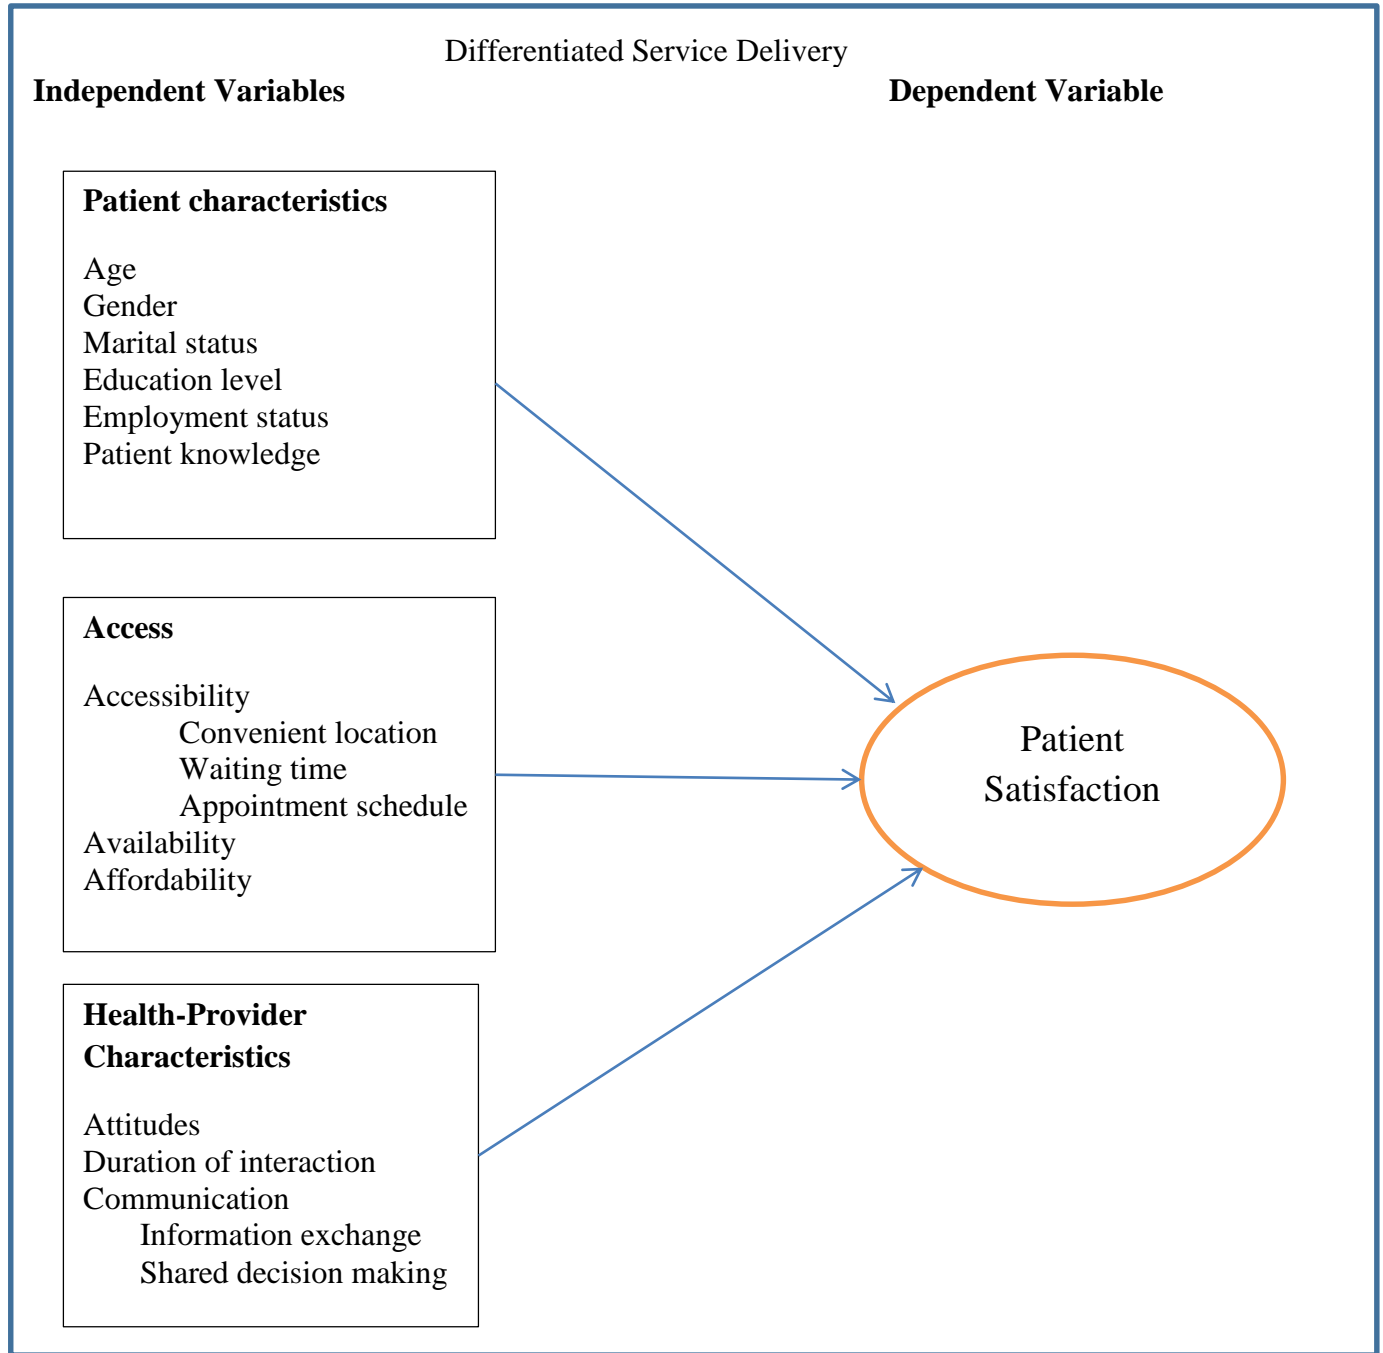 Differentiated Service Delivery
Independent Variables
Dependent Variable
Patient characteristics
Age
Gender
Marital status
Education level
Employment status
Patient knowledge
Access
Accessibility
Convenient location
Waiting time
Appointment schedule
Availability
Affordability
Health-Provider
Characteristics
Attitudes
Duration of interaction
Communication
Information exchange
Shared decision making
Patient
Satisfaction